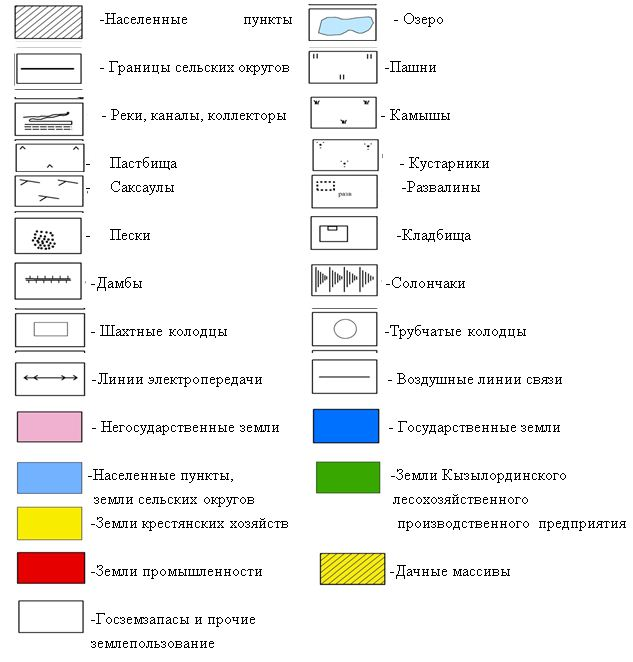 -Населенные пункты
- Озеро
- Границы сельских округов
-Пашни
- Реки, каналы, коллекторы
- Камышы
- Пастбища
- Кустарники
- Саксаулы
-Развалины
разв
- Пески
-Кладбища
-Дамбы
-Солончаки
- Шахтные колодцы
-Трубчатые колодцы
-Линии электропередачи
- Воздушные линии связи
- Негосударственные земли
- Государственные земли
-Населенные пункты,
земли сельских округов
-Земли Кызылординского
лесохозяйственного
производственного предприятия
-Земли крестянских хозяйств
-Земли промышленности
-Дачные массивы
-Госземзапасы и прочие
землепользование